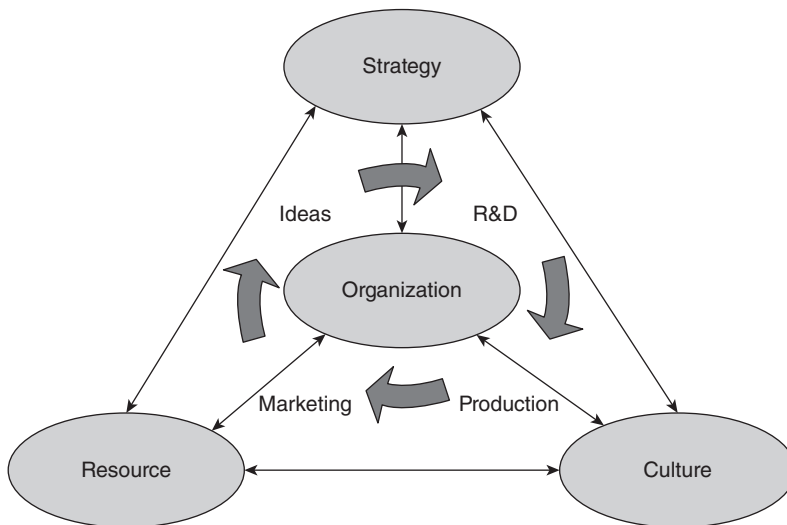 Strategy
Ideas
R&D
Organization
Marketing
Production
Resource
Culture